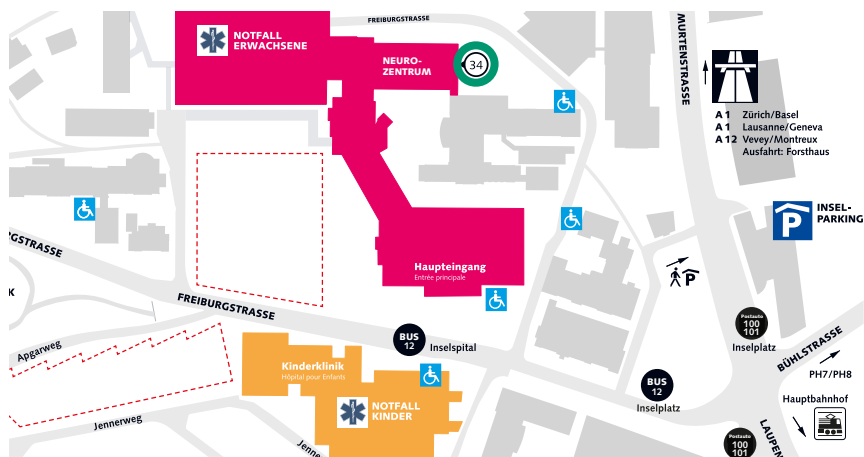 FREIBURGSTRASSE
NOTFALL
ERWACHSENE
NEURO-
ZENTRUM
34
MURTENSTRASSE
A 1 Zürich/Basel
A 1 Lausanne/Geneva
A 12 Vevey/Montreux
Ausfahrt: Forsthaus
P
INSEL-
PARKING
GSTRASSE
K
Haupteingang
Entrée principale
P
FREIBURGSTRASSE
BUS
12
Inselspital
Apgarweg
Kinderklinik
Hôpital pour Enfants
NOTFALL
KINDER
Jennerweg
Jenne
Postauto
100
101
Inselplatz
BÜHLSTRASSE
PH7/PH8
BUS
12
Inselplatz
Hauptbahnhof
LAUPEN
Postauto
100
101